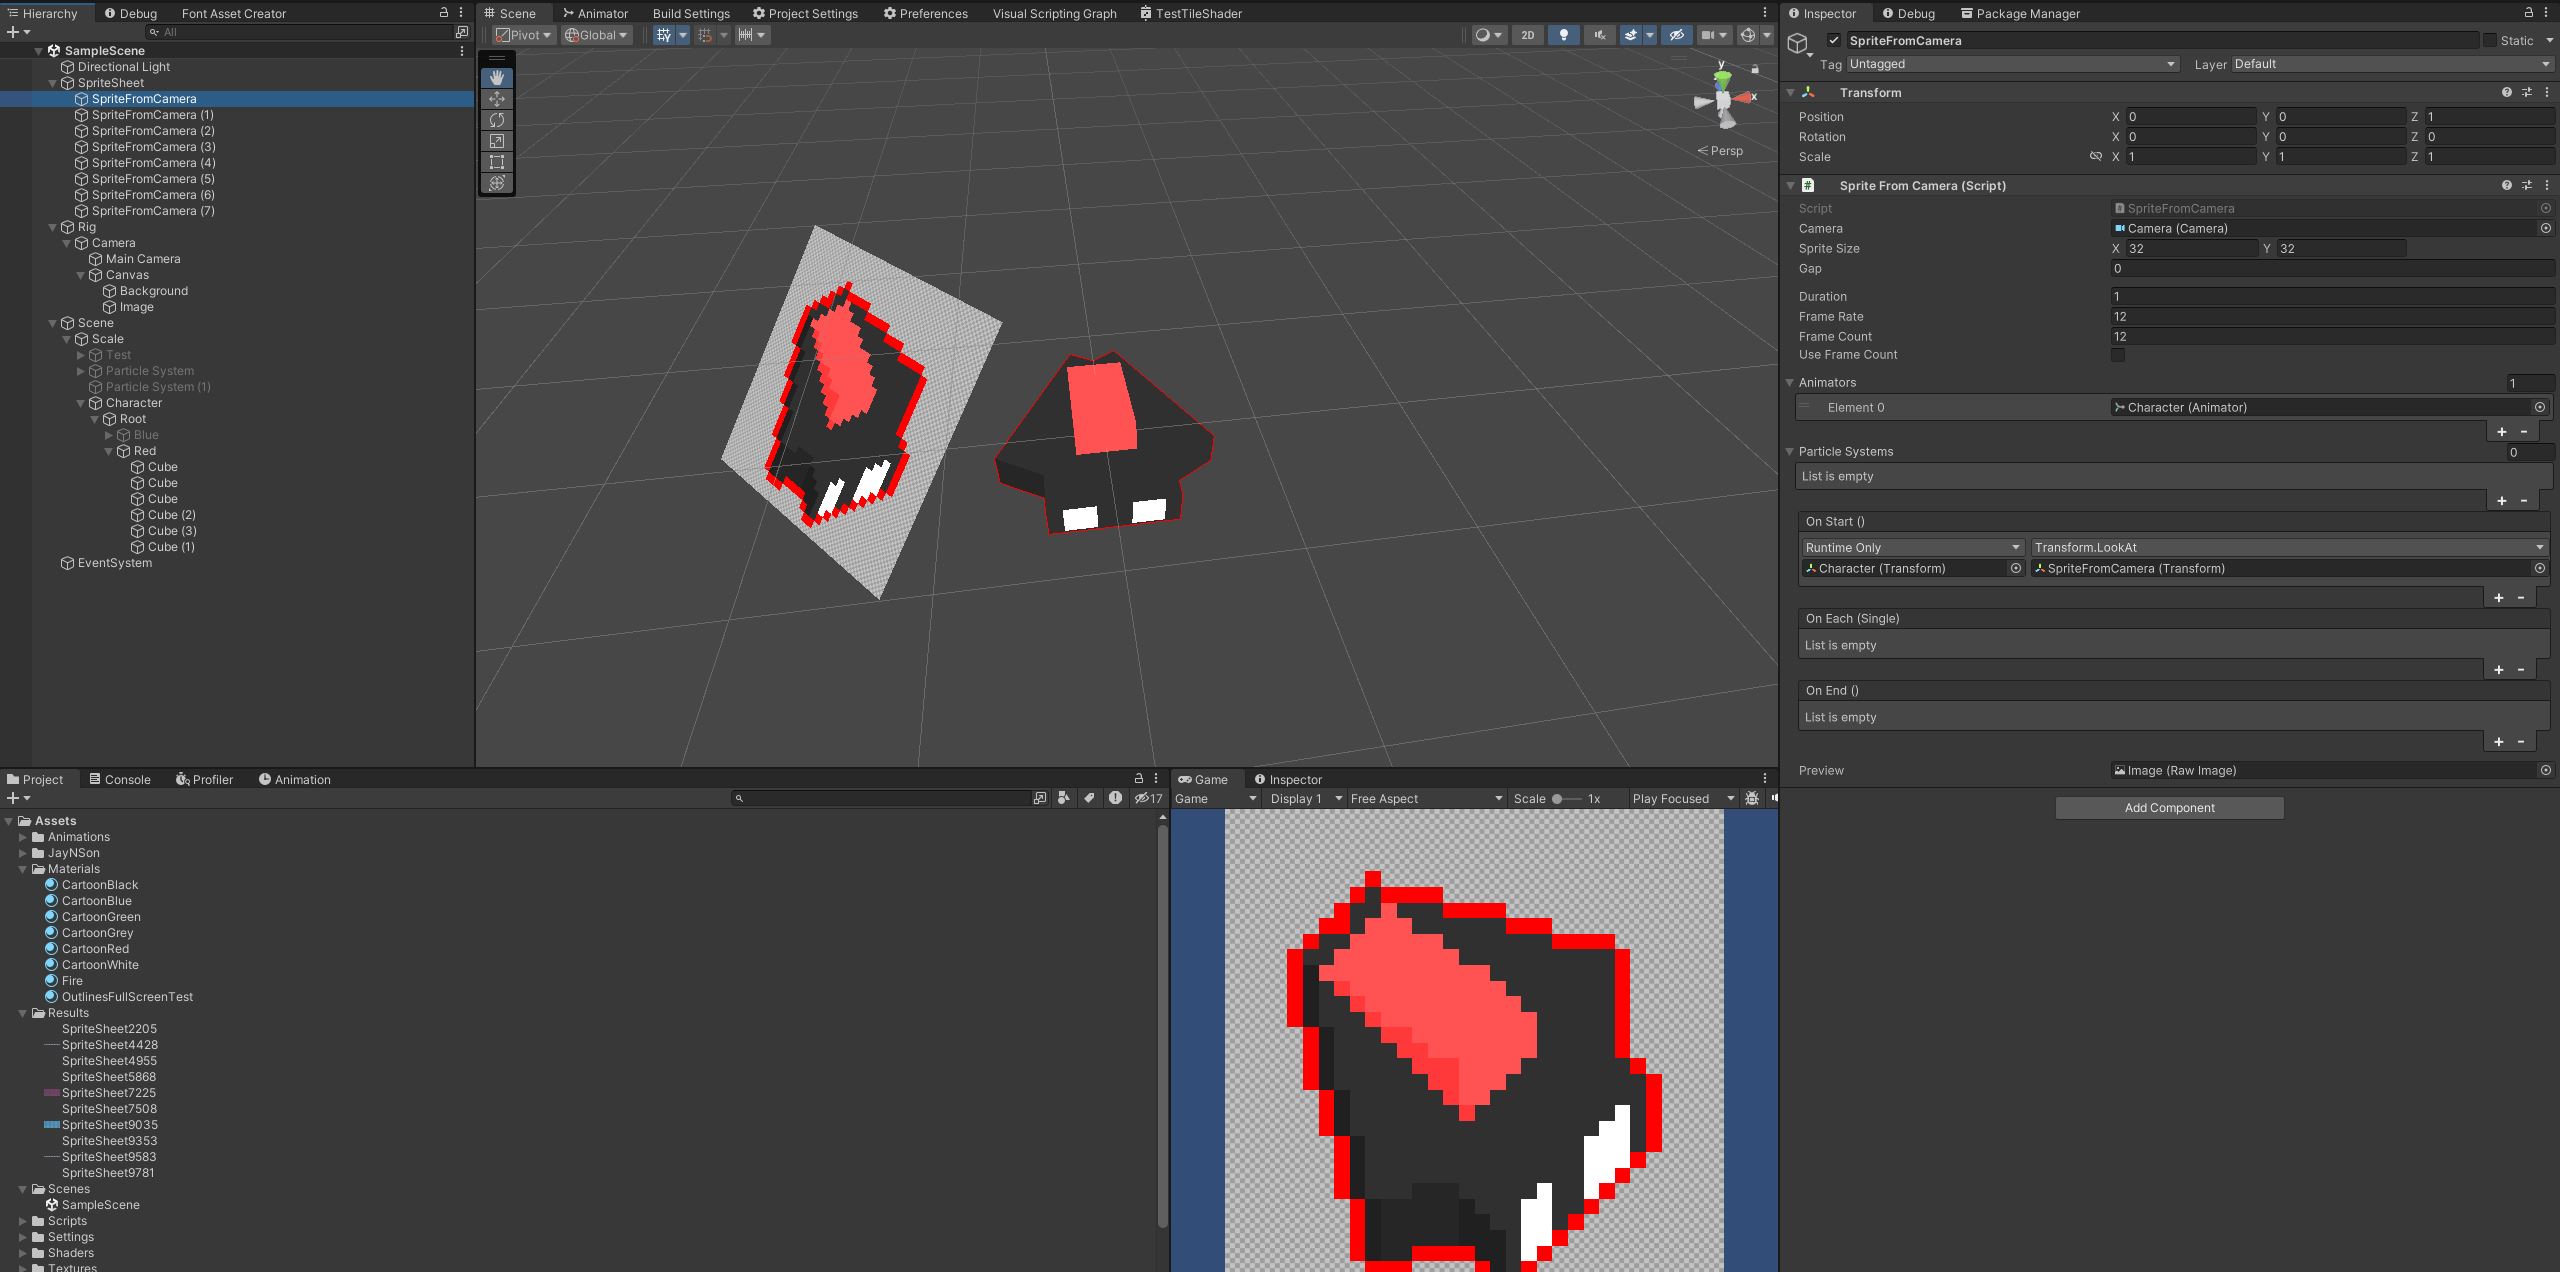 Hierarchy Debug Font Asset Creator
All
SampleScene
Directional Light
SpriteSheet
SpriteFromCamera
SpriteFromCamera (1)
SpriteFromCamera (2)
SpriteFromCamera (3)
SpriteFromCamera (4)
SpriteFromCamera (5)
SpriteFromCamera (6)
SpriteFromCamera (7)
Rig
Camera
Main Camera
Canvas
Background
Image
Scene
Scale
Test
Particle System
Particle System (1)
Character
Root
Blue
Red
Cube
Cube
Cube
Cube (2)
Cube (3)
Cube (1)
EventSystem
Scene Animator Build Settings Project Settings Preferences Visual Scripting Graph TestTileShader
Pivot Global 2D
y
x
< Persp
Project Console Profiler Animation
17
Assets
Animations
JayNSon
Materials
CartoonBlack
CartoonBlue
CartoonGreen
CartoonGrey
CartoonRed
CartoonWhite
Fire
OutlinesFullScreenTest
Results
SpriteSheet2205
SpriteSheet4428
SpriteSheet4955
SpriteSheet5868
SpriteSheet7225
SpriteSheet7508
SpriteSheet9035
SpriteSheet9353
SpriteSheet9583
SpriteSheet9781
Scenes
SampleScene
Scripts
Settings
Shaders
Textures
Game Inspector
Game Display 1 Free Aspect Scale 1x Play Focused
Inspector Debug Package Manager
SpriteFromCamera Static
Tag Untagged Layer Default
Transform
Position X 0 Y 0 Z 1
Rotation X 0 Y 0 Z 0
Scale X 1 Y 1 Z 1
Sprite From Camera (Script)
Script SpriteFromCamera
Camera Camera (Camera)
Sprite Size X 32 Y 32
Gap 0
Duration 1
Frame Rate 12
Frame Count 12
Use Frame Count
Animators 1
Element 0 Character (Animator)
+ -
Particle Systems 0
List is empty
+ -
On Start ()
Runtime Only Transform.LookAt
Character (Transform) SpriteFromCamera (Transform)
+ -
On Each (Single)
List is empty
+ -
On End ()
List is empty
+ -
Preview Image (Raw Image)
Add Component